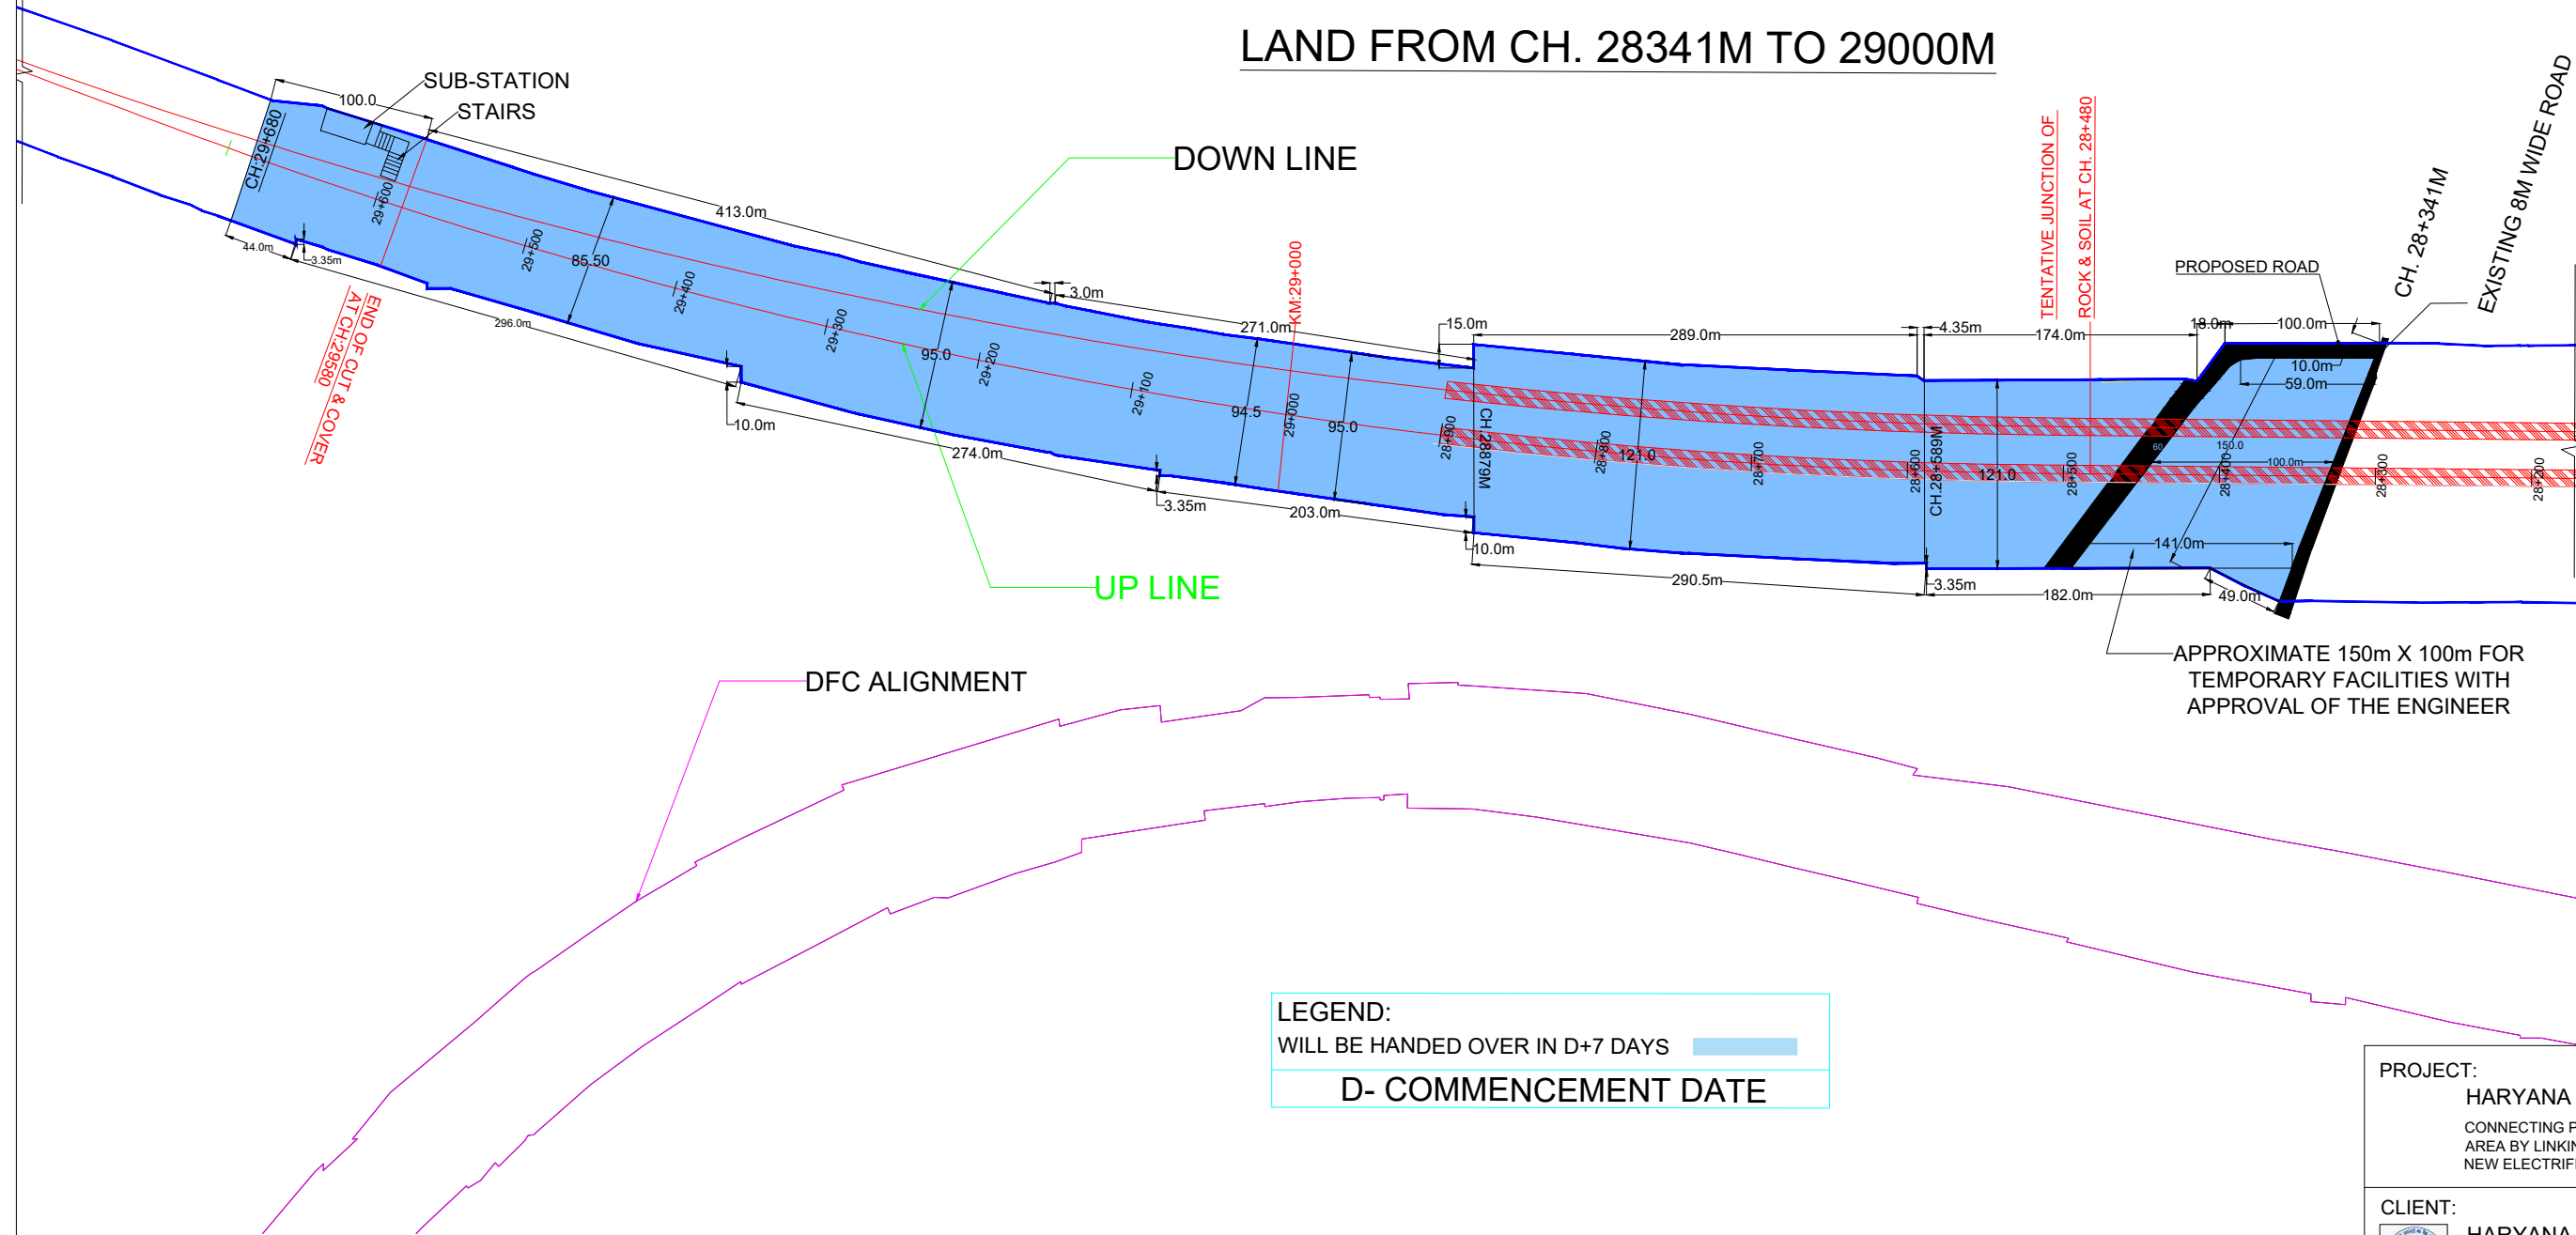 LAND FROM CH. 28341M TO 29000M
SUB-STATION
STAIRS
100.0
CH:29+680
29+600
44.0m
3.35m
END OF CUT & COVER
AT CH:29580
413.0m
29+500
85.50
29+400
296.0m
29+300
95.0
10.0m
DOWN LINE
UP LINE
29+200
29+100
274.0m
3.0m
271.0m
KM:29+000
94.5
29+000
95.0
3.35m
203.0m
15.0m
28+900
CH.28879M
10.0m
289.0m
28+800
121.0
28+700
290.5m
4.35m
28+600
CH.28+589M
121.0
3.35m
174.0m
28+500
182.0m
TENTATIVE JUNCTION OF
ROCK & SOIL AT CH. 28+480
PROPOSED ROAD
18.0m
100.0m
10.0m
59.0m
60
150.0
100.0m
28+400
141.0m
49.0m
CH. 28+341M
EXISTING 8M WIDE ROAD
28+300
28+200
APPROXIMATE 150m X 100m FOR
TEMPORARY FACILITIES WITH
APPROVAL OF THE ENGINEER
DFC ALIGNMENT
LEGEND:
WILL BE HANDED OVER IN D+7 DAYS
D- COMMENCEMENT DATE
PROJECT:
HARYANA
CONNECTING P
AREA BY LINKIN
NEW ELECTRIF
CLIENT:
HARYANA